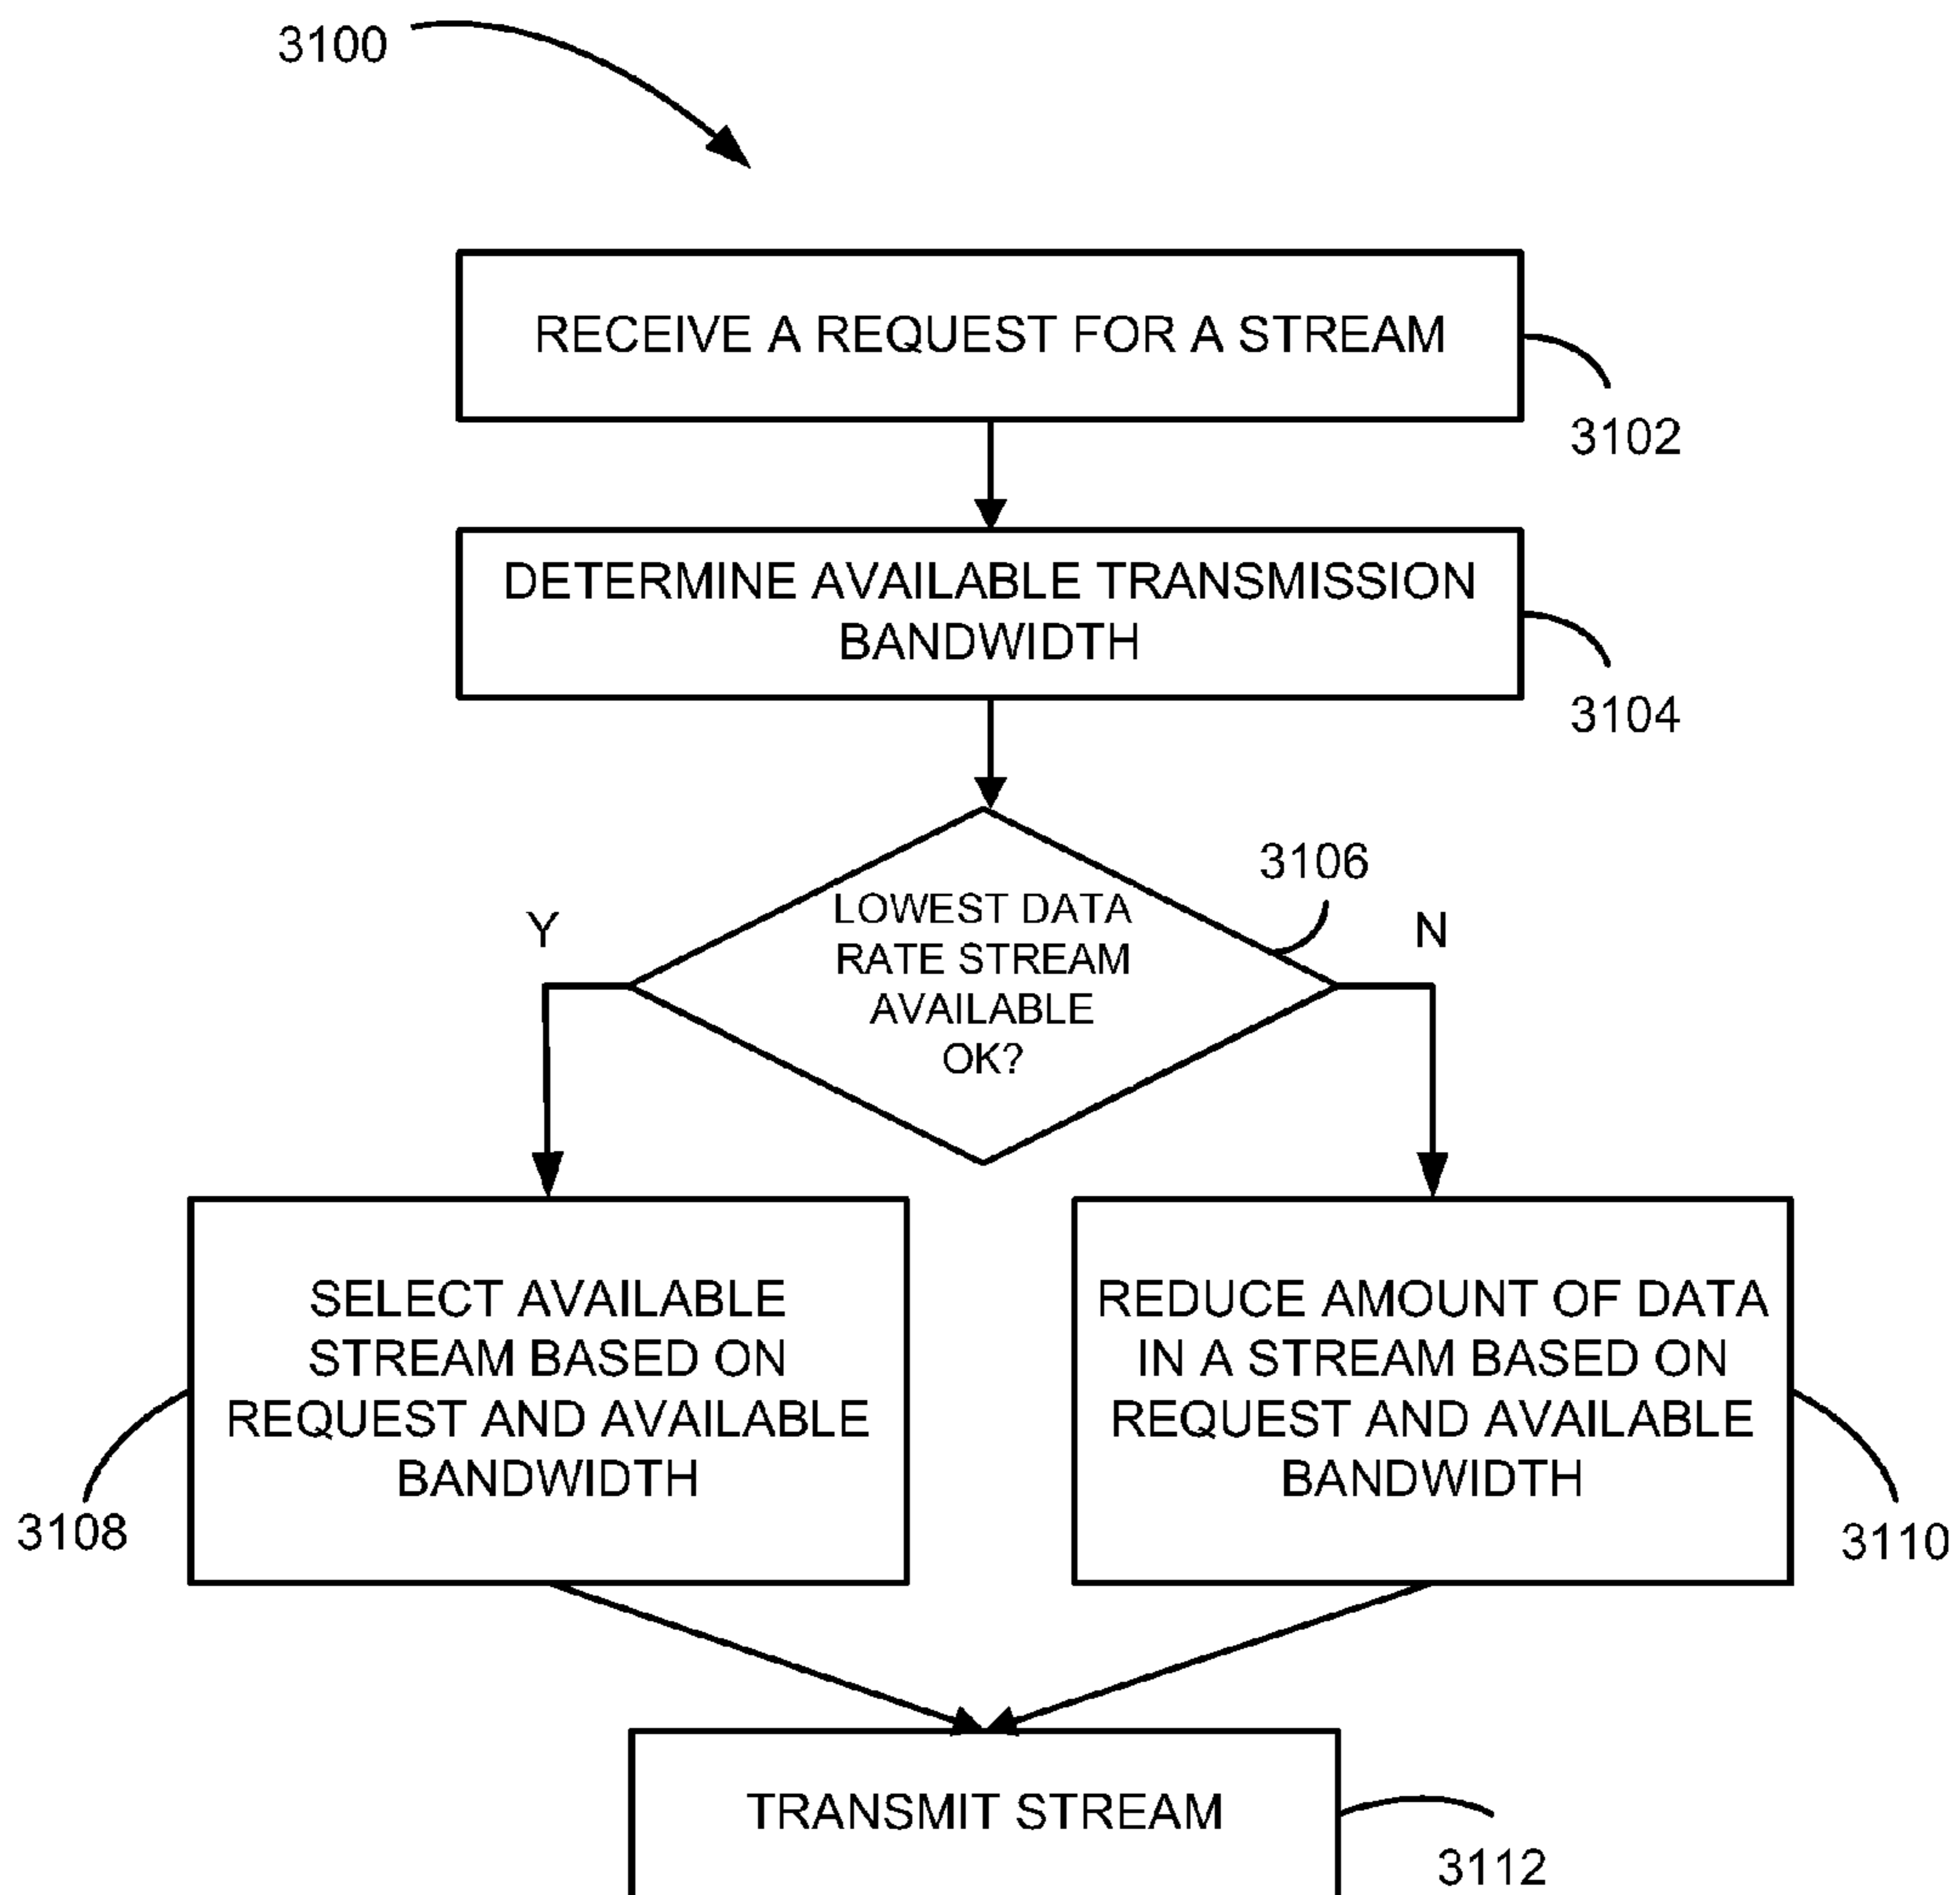 3100
RECEIVE A REQUEST FOR A STREAM
3102
DETERMINE AVAILABLE TRANSMISSION
BANDWIDTH
3104
3106
Y
N
LOWEST DATA
RATE STREAM
AVAILABLE
OK?
SELECT AVAILABLE
STREAM BASED ON
REQUEST AND AVAILABLE
BANDWIDTH
3108
REDUCE AMOUNT OF DATA
IN A STREAM BASED ON
REQUEST AND AVAILABLE
BANDWIDTH
3110
TRANSMIT STREAM
3112